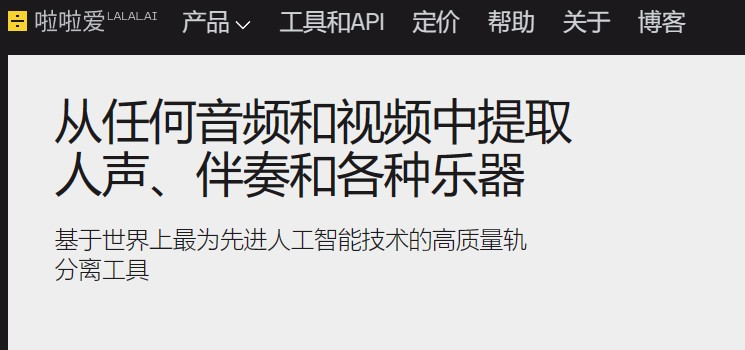 啦啦爱 LALAL.AI 产品 工具和API 定价 帮助 关于 博客
从任何音频和视频中提取
人声、伴奏和各种乐器
基于世界上最为先进人工智能技术的高质量轨
分离工具